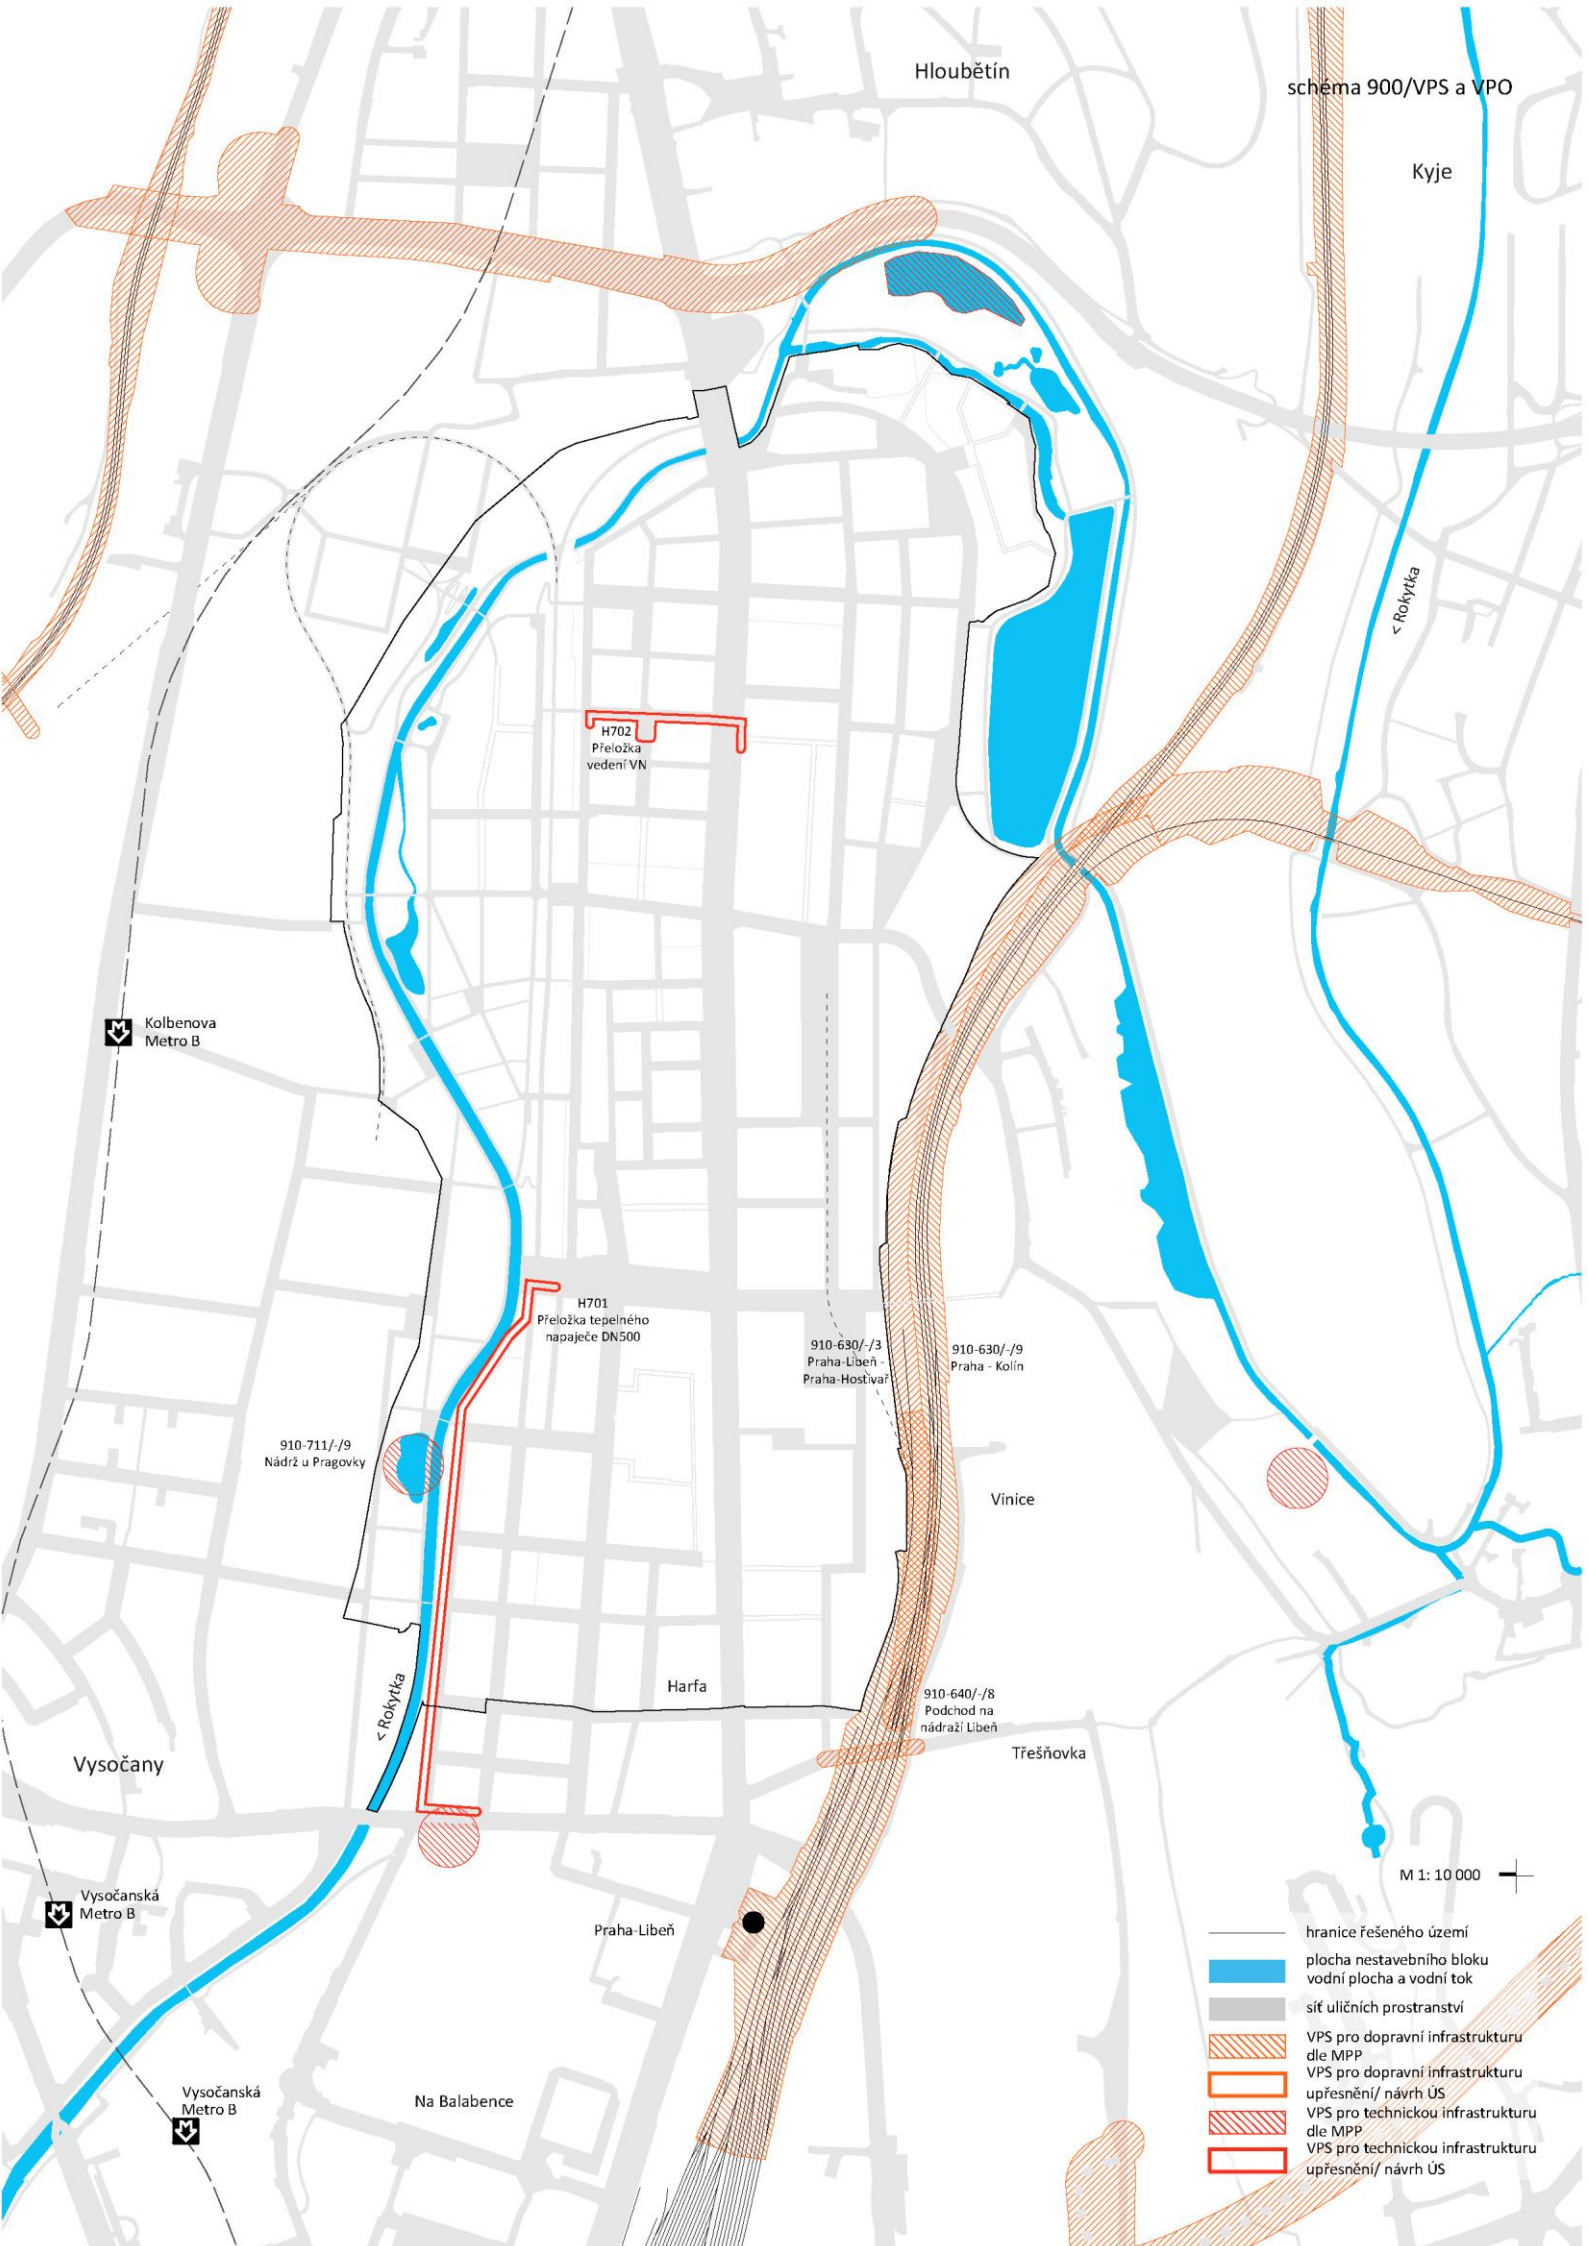 Hloubětín
schéma 900/VPS a VPO
Kyje
< Rokytka
H702
Přeložka
vedení VN
Kolbenova
Metro B
H701
Přeložka tepelného
napaječe DN500
910-630/-/3
Praha-Libeň -
Praha-Hostivař
910-630/-/9
Praha - Kolín
910-711/-/9
Nádrž u Pragovky
Vinice
< Rokytka
Harfa
910-640/-/8
Podchod na
nádraží Libeň
Třešňovka
Vysočany
Vysočanská
Metro B
Praha-Libeň
Vysočanská
Metro B
Na Balabence
M 1: 10 000
hranice řešeného území
plocha nestavebního bloku
vodní plocha a vodní tok
síť uličních prostranství
VPS pro dopravní infrastrukturu
dle MPP
VPS pro dopravní infrastrukturu
upřesnění/ návrh ÚS
VPS pro technickou infrastrukturu
dle MPP
VPS pro technickou infrastrukturu
upřesnění/ návrh ÚS